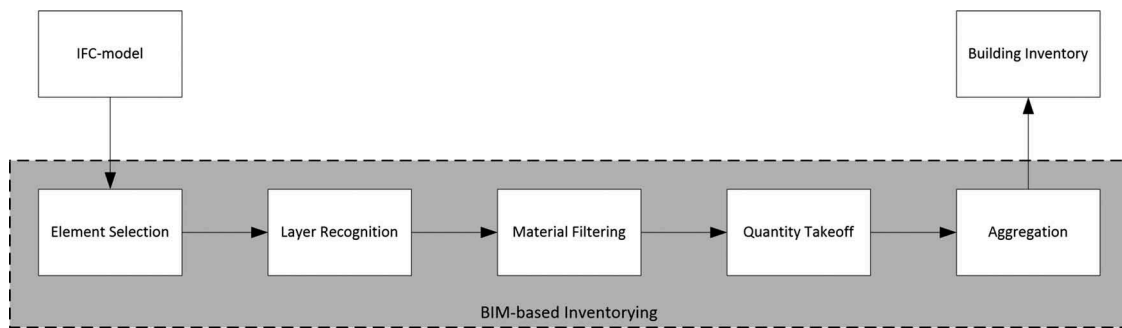 IFC-model
Building Inventory
Element Selection
Layer Recognition
Material Filtering
Quantity Takeoff
Aggregation
BIM-based Inventorying